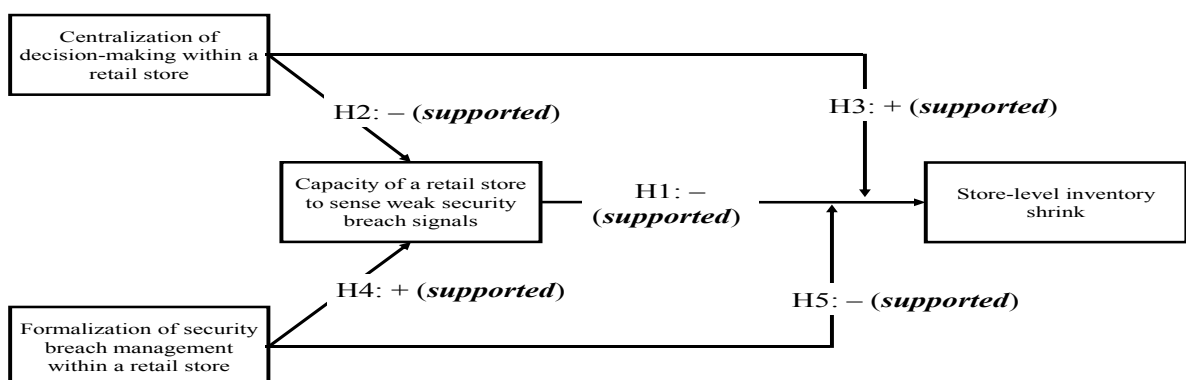 Centralization of
decision-making within a
retail store
H2: – (supported)
H3: + (supported)
Capacity of a retail store
to sense weak security
breach signals
H1: –
(supported)
Store-level inventory
shrink
H4: + (supported)
H5: – (supported)
Formalization of security
breach management
within a retail store